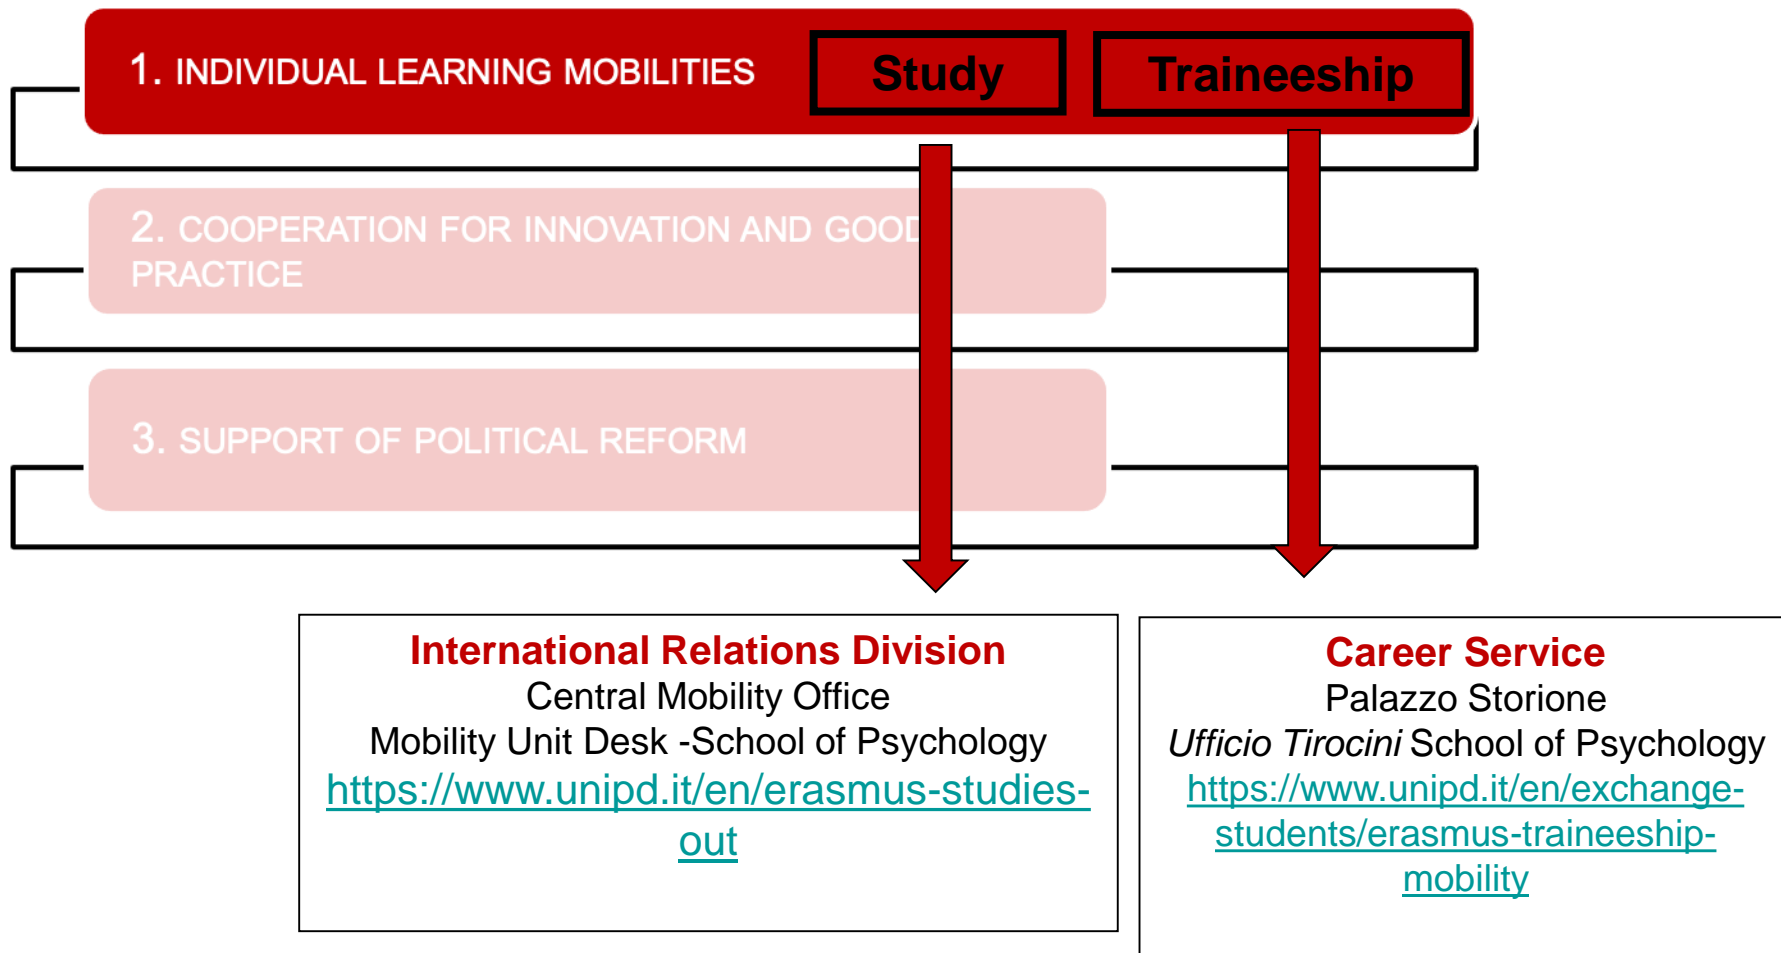 1. INDIVIDUAL LEARNING MOBILITIES
Study
Traineeship
2. COOPERATION FOR INNOVATION AND GOOD
PRACTICE
3. SUPPORT OF POLITICAL REFORM
International Relations Division
Central Mobility Office
Mobility Unit Desk -School of Psychology
https://www.unipd.it/en/erasmus-studies-
out
Career Service
Palazzo Storione
Ufficio Tirocini School of Psychology
https://www.unipd.it/en/exchange-
students/erasmus-traineeship-
mobility